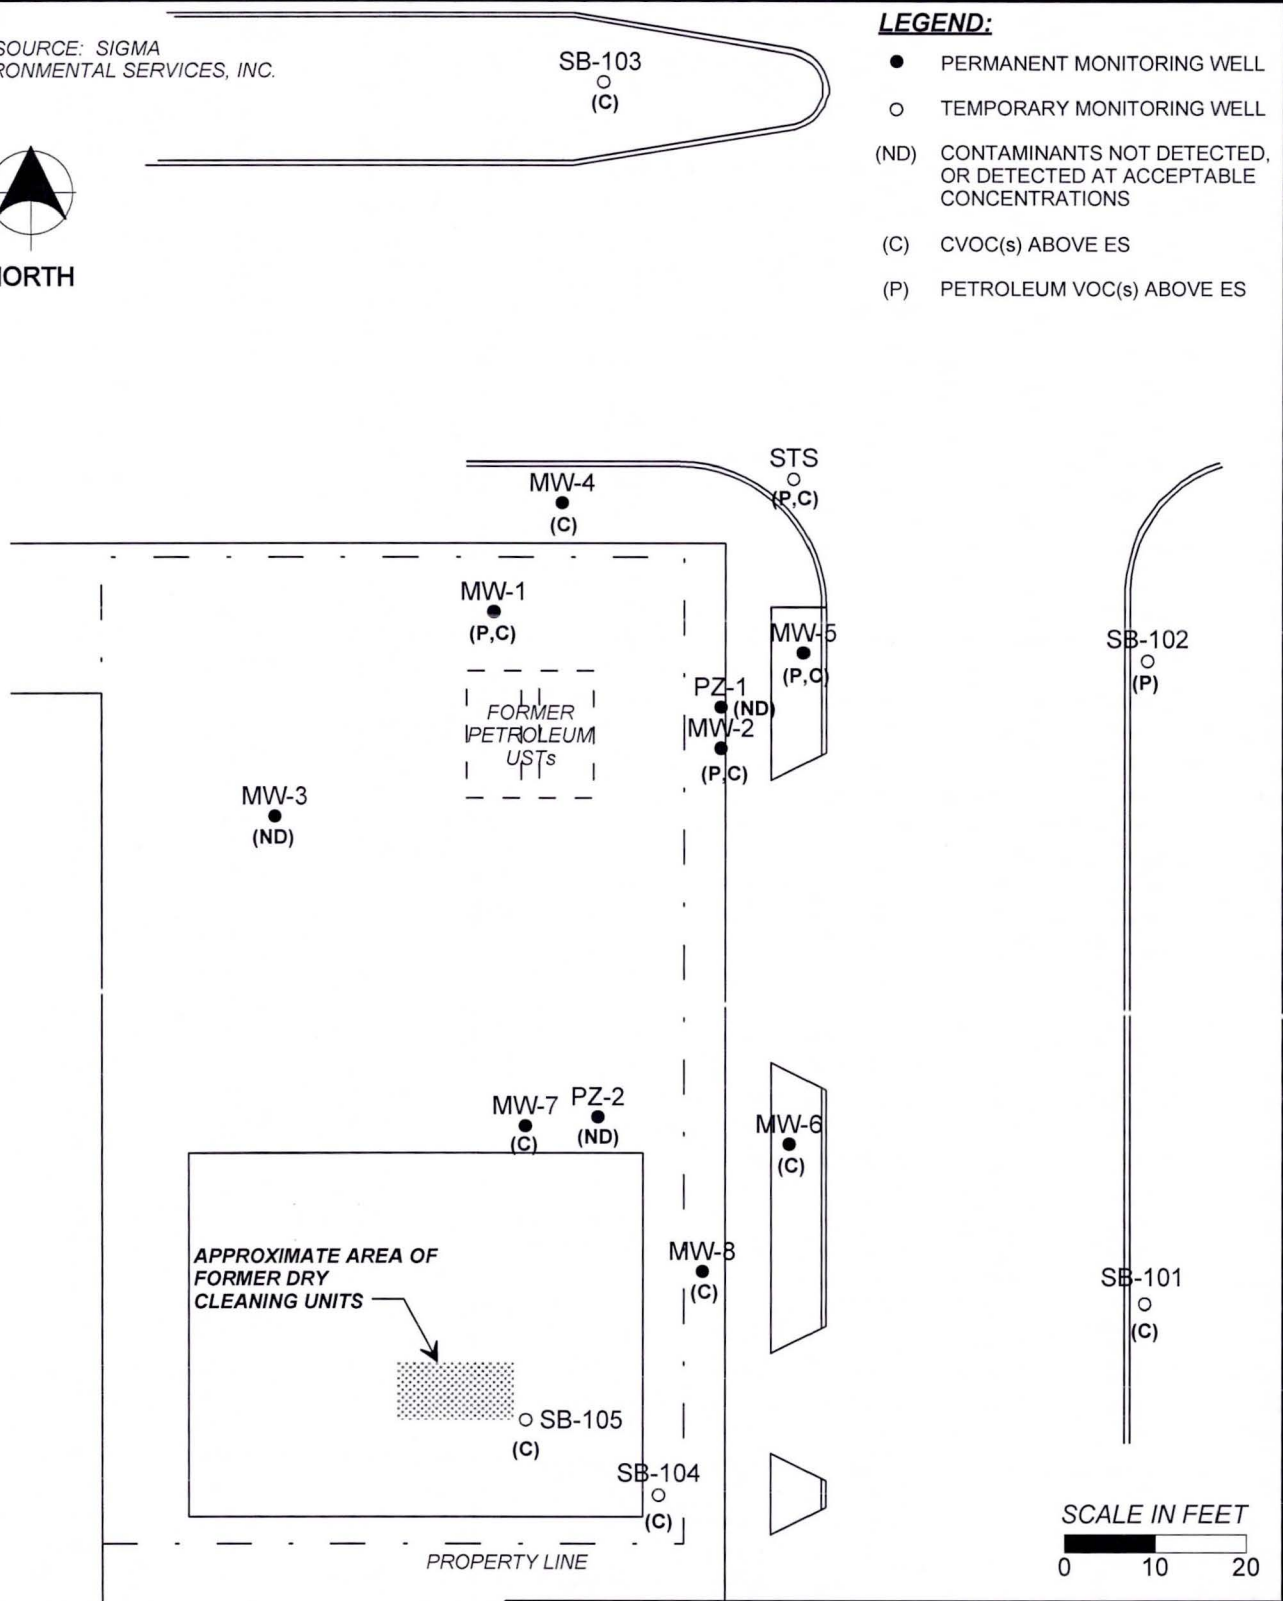 SOURCE: SIGMA
RONMENTAL SERVICES, INC.
NORTH
SB-103
(C)
LEGEND:
PERMANENT MONITORING WELL
TEMPORARY MONITORING WELL
(ND) CONTAMINANTS NOT DETECTED,
OR DETECTED AT ACCEPTABLE
CONCENTRATIONS
(C) CVOC(s) ABOVE ES
(P) PETROLEUM VOC(s) ABOVE ES
STS
(P,C)
MW-4
(C)
MW-1
(P,C)
MW-5
(P,C)
SB-102
(P)
PZ-1
(ND)
MW-2
(P,C)
FORMER
PETROLEUM
USTs
MW-3
(ND)
MW-7
(C)
PZ-2
(ND)
MW-6
(C)
MW-8
(C)
SB-101
(C)
APPROXIMATE AREA OF
FORMER DRY
CLEANING UNITS
SB-105
(C)
SB-104
(C)
PROPERTY LINE
SCALE IN FEET
0 10 20